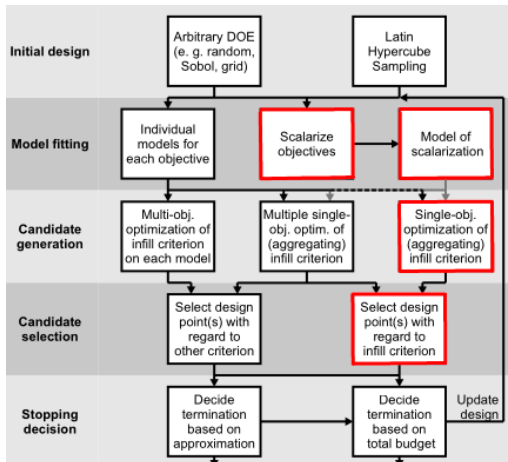 Initial design
Arbitrary DOE
(e. g. random,
Sobol, grid)
Latin
Hypercube
Sampling
Model fitting
Individual
models for
each objective
Scalarize
objectives
Model of
scalarization
Candidate
generation
Multi-obj.
optimization of
infill criterion
on each model
Multiple single-
obj. optim. of
(aggregating)
infill criterion
Single-obj.
optimization of
(aggregating)
infill criterion
Candidate
selection
Select design
point(s) with
regard to
other criterion
Select design
point(s) with
regard to
infill criterion
Stopping
decision
Decide
termination
based on
approximation
Decide
termination
based on
total budget
Update
design